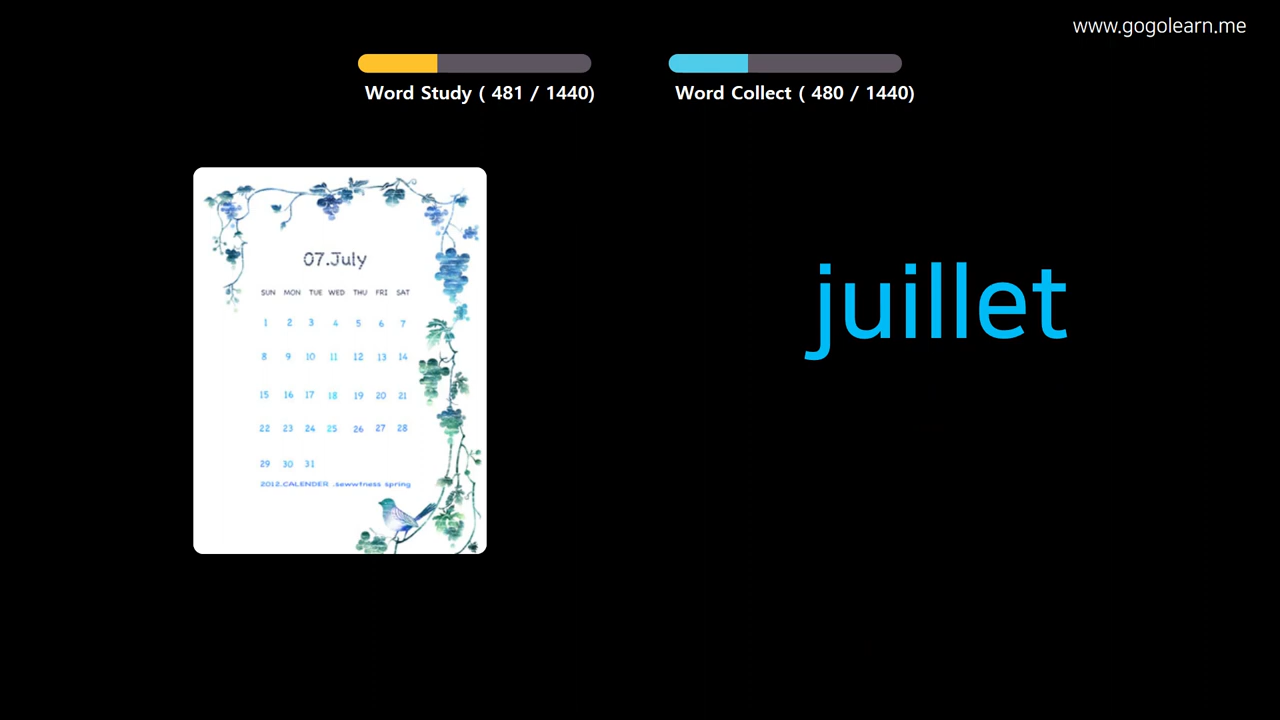 www.gogolearn.me
Word Study ( 481 / 1440)
Word Collect ( 480 / 1440)
07.July
SUN MON TUE WED THU FRI SAT
1 2 3 4 5 6 7
8 9 10 11 12 13 14
15 16 17 18 19 20 21
22 23 24 25 26 27 28
29 30 31
2012.CALENDER .sewwtness spring
juillet